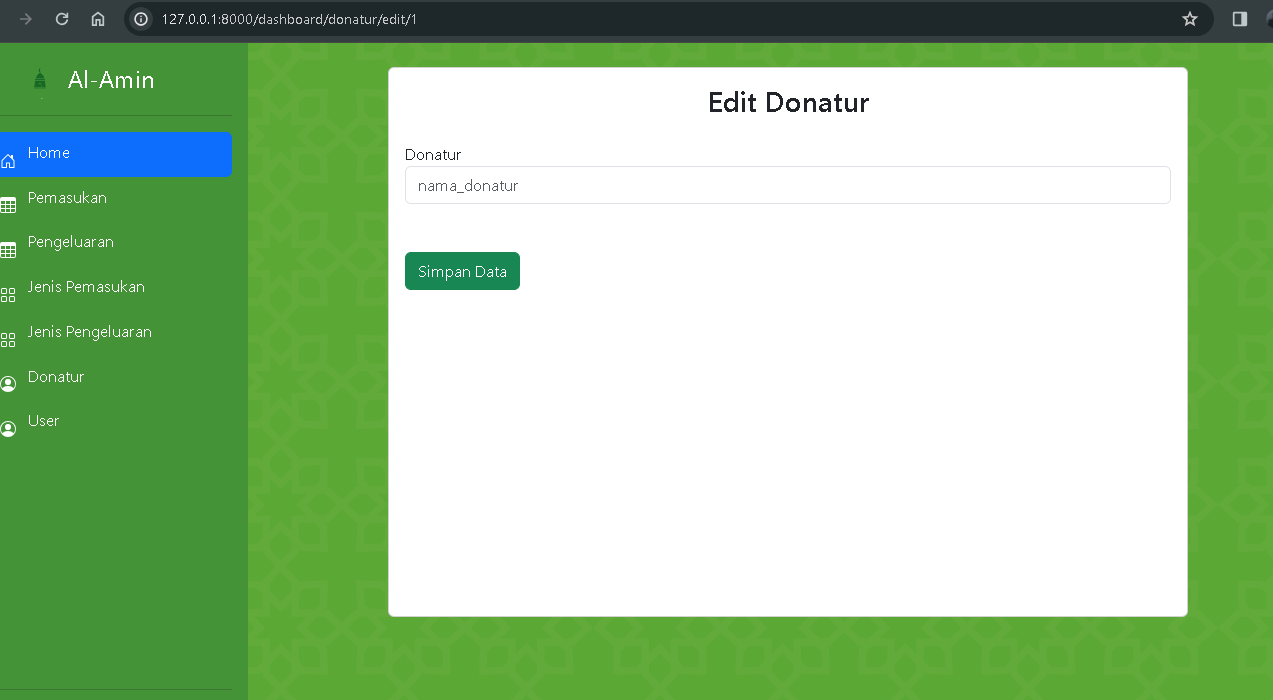 127.0.0.1:8000/dashboard/donatur/edit/1
Al-Amin
Home
Pemasukan
Pengeluaran
Jenis Pemasukan
Jenis Pengeluaran
Donatur
User
Edit Donatur
Donatur
nama_donatur
Simpan Data